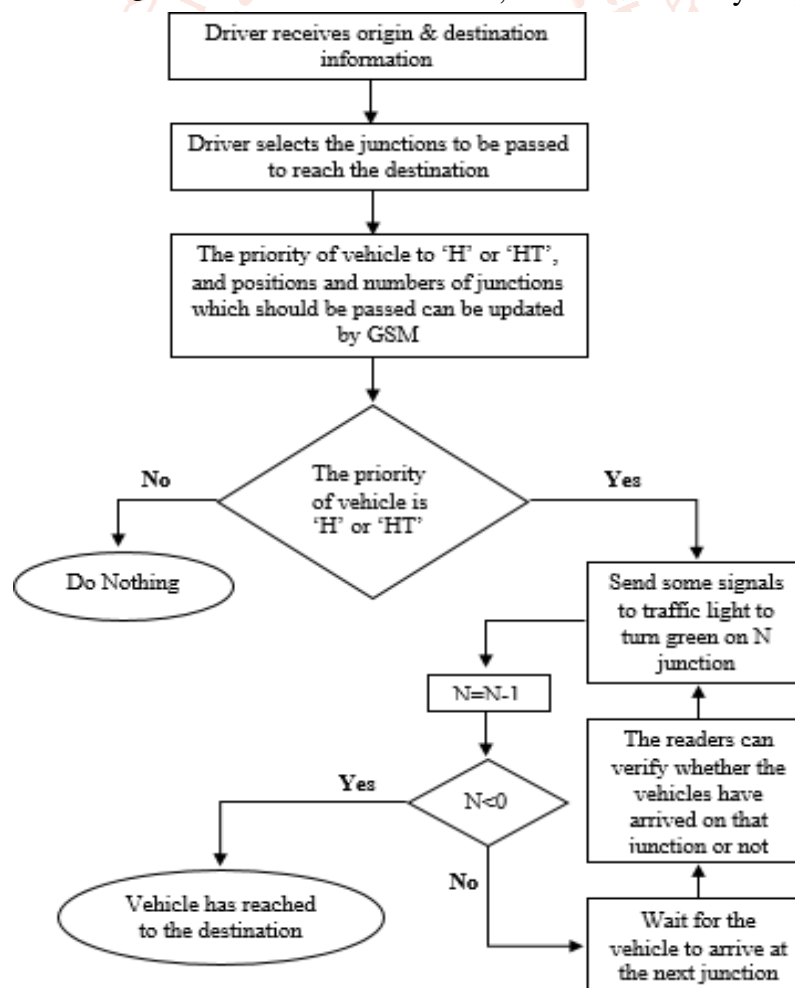 Driver receives origin & destination
information
Driver selects the junctions to be passed
to reach the destination
The priority of vehicle to ‘H’ or ‘HT’,
and positions and numbers of junctions
which should be passed can be updated
by GSM
The priority
of vehicle is
‘H’ or ‘HT’
No
Yes
Do Nothing
Send some signals
to traffic light to
turn green on N
junction
N=N-1
The readers can
verify whether the
vehicles have
arrived on that
junction or not
N<0
Yes
No
Vehicle has reached
to the destination
Wait for the
vehicle to arrive at
the next junction